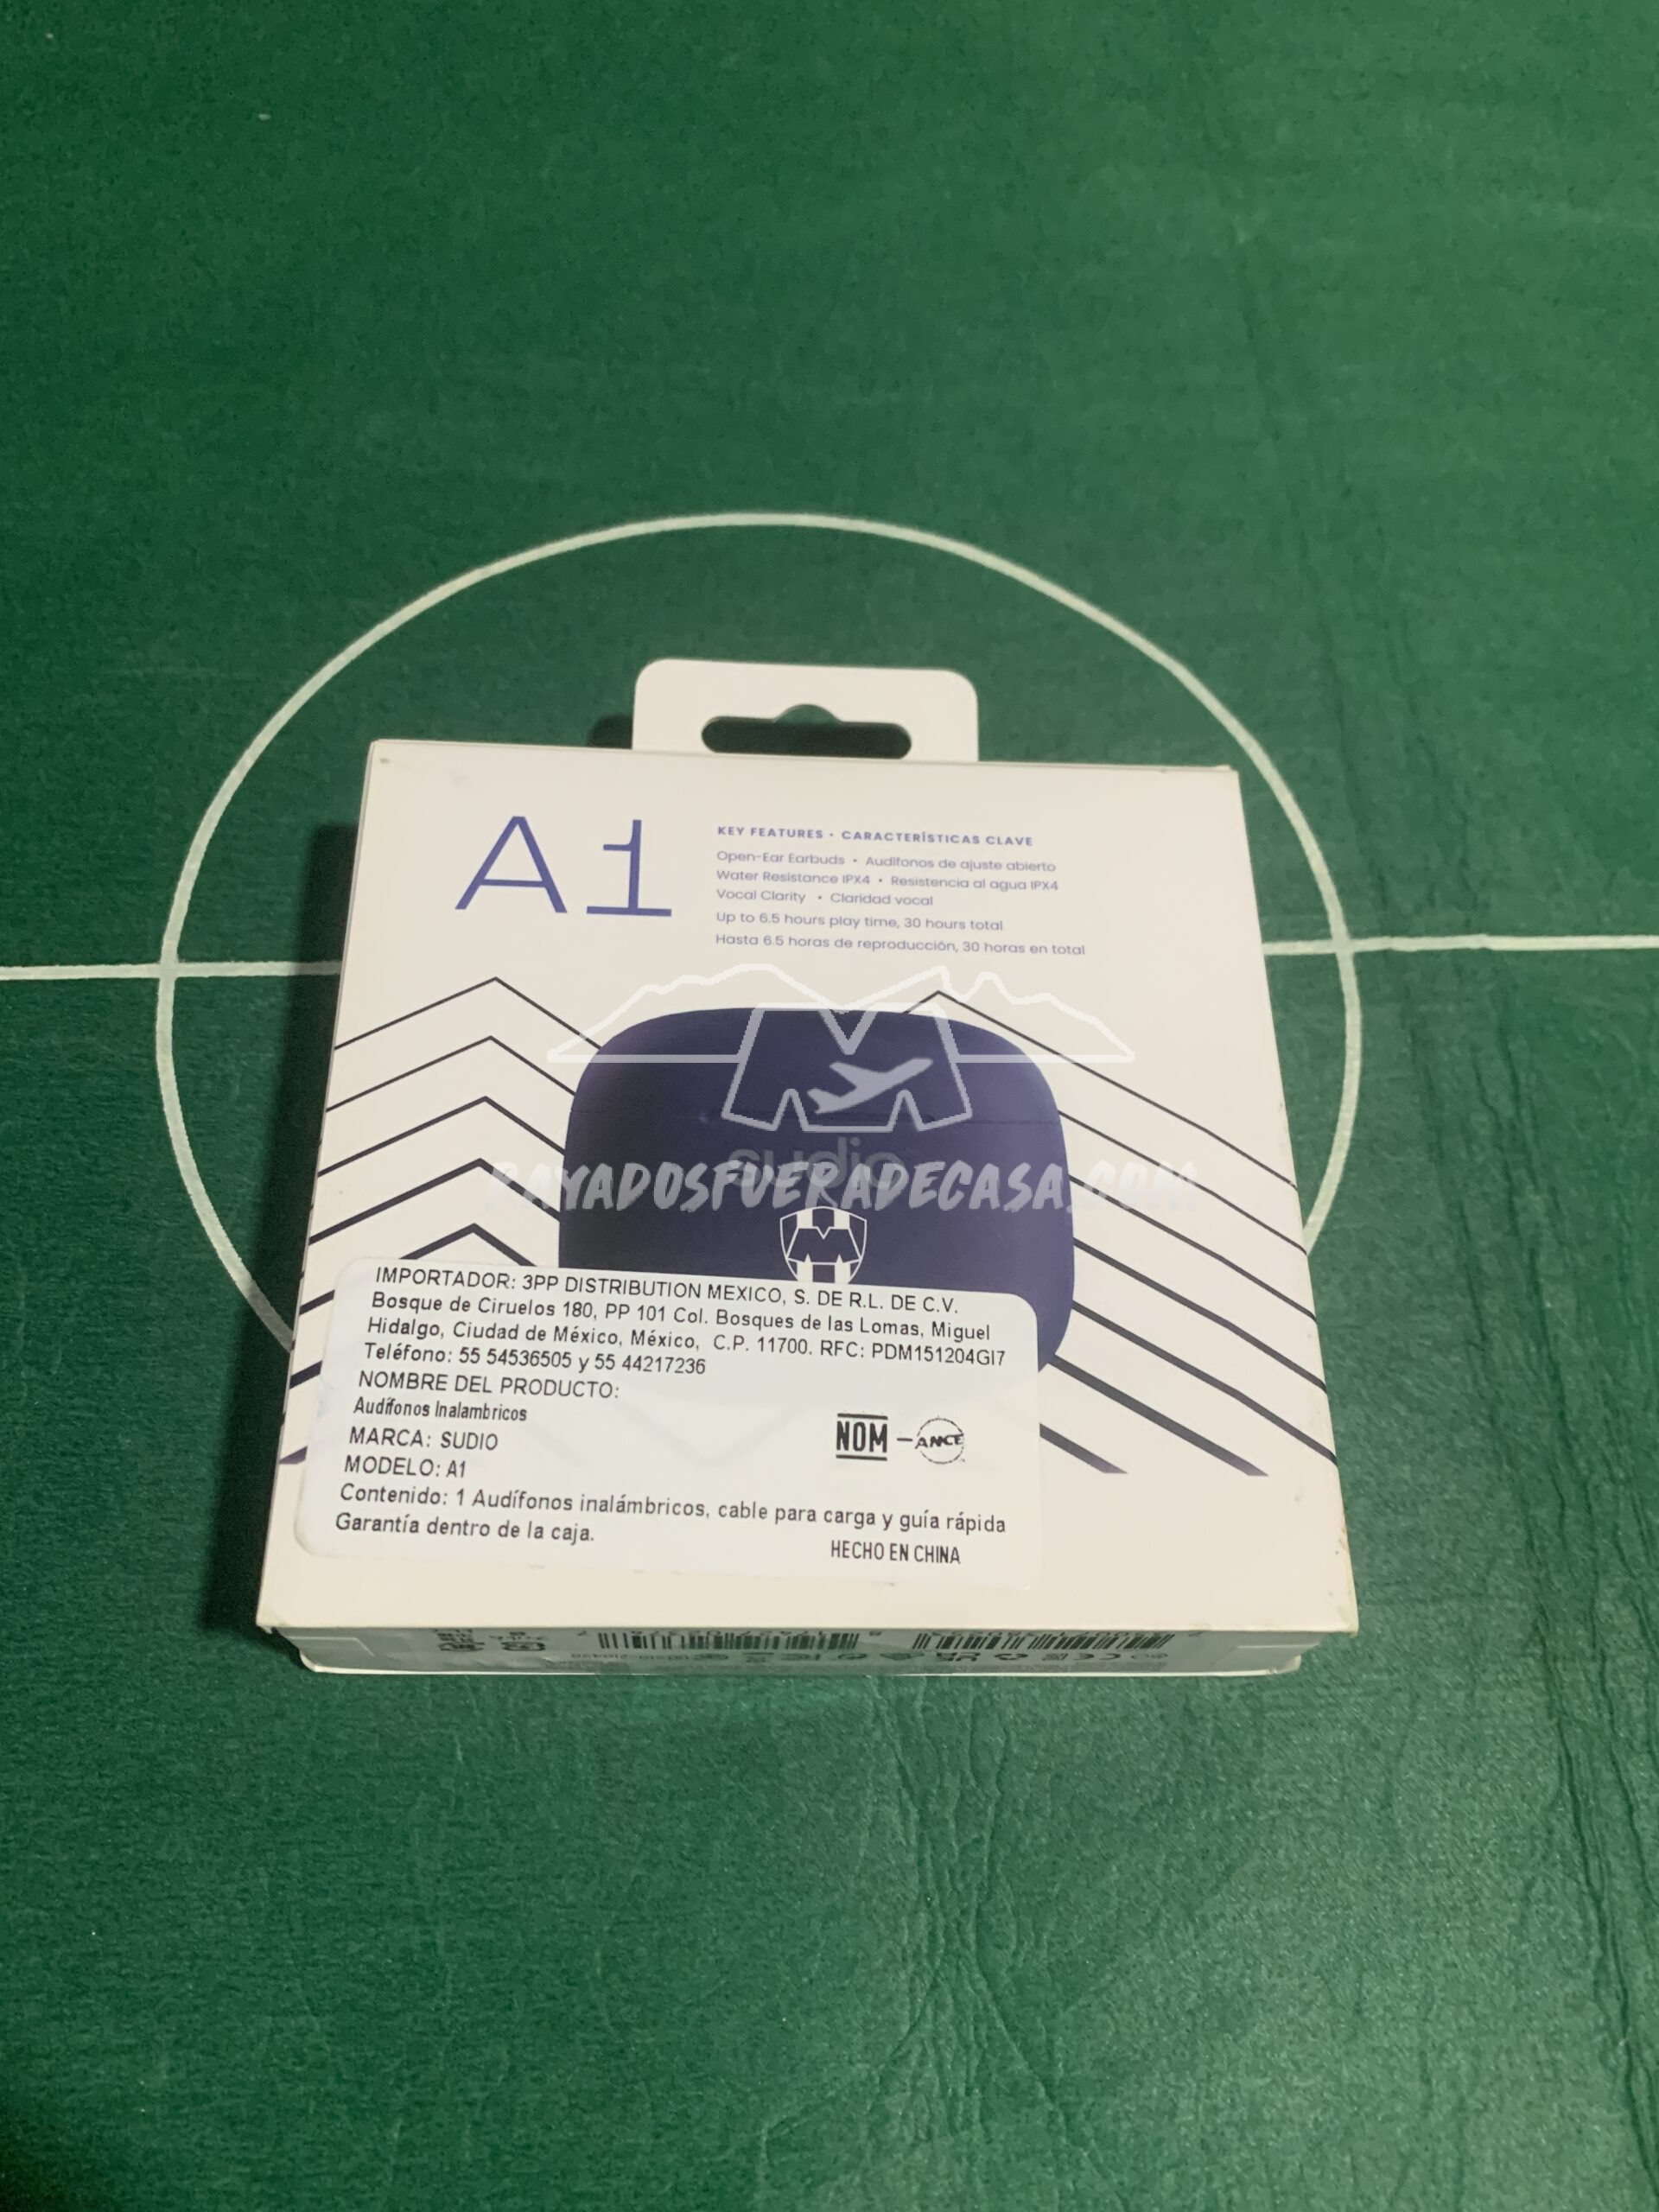 A1
KEY FEATURES • CARACTERÍSTICAS CLAVE
Open-Ear Earbuds • Audífonos de ajuste abierto
Water Resistance IPX4 • Resistencia al agua IPX4
Vocal Clarity • Claridad vocal
Up to 6.5 hours play time, 30 hours total
Hasta 6.5 horas de reproducción, 30 horas en total
sudio
RAYADOSFUERADECASA.COM
IMPORTADOR: 3PP DISTRIBUTION MEXICO, S. DE R.L. DE C.V.
Bosque de Ciruelos 180, PP 101 Col. Bosques de las Lomas, Miguel
Hidalgo, Ciudad de México, México, C.P. 11700. RFC: PDM151204GI7
Teléfono: 55 54536505 y 55 44217236
NOMBRE DEL PRODUCTO:
Audífonos Inalambricos
MARCA: SUDIO
NOM-ANCE
MODELO: A1
Contenido: 1 Audífonos inalámbricos, cable para carga y guía rápida
Garantía dentro de la caja.
HECHO EN CHINA